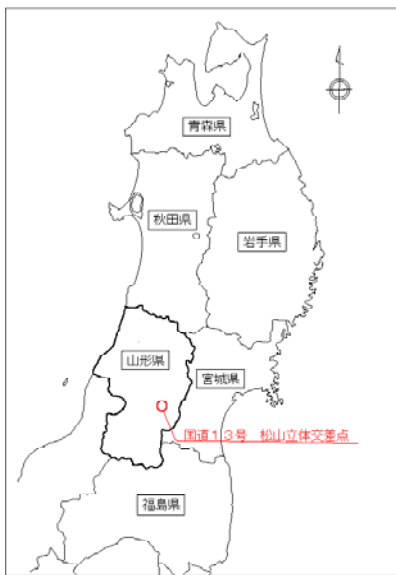 青森県
秋田県
岩手県
山形県
宮城県
国道13号 松山立体交差点
福島県